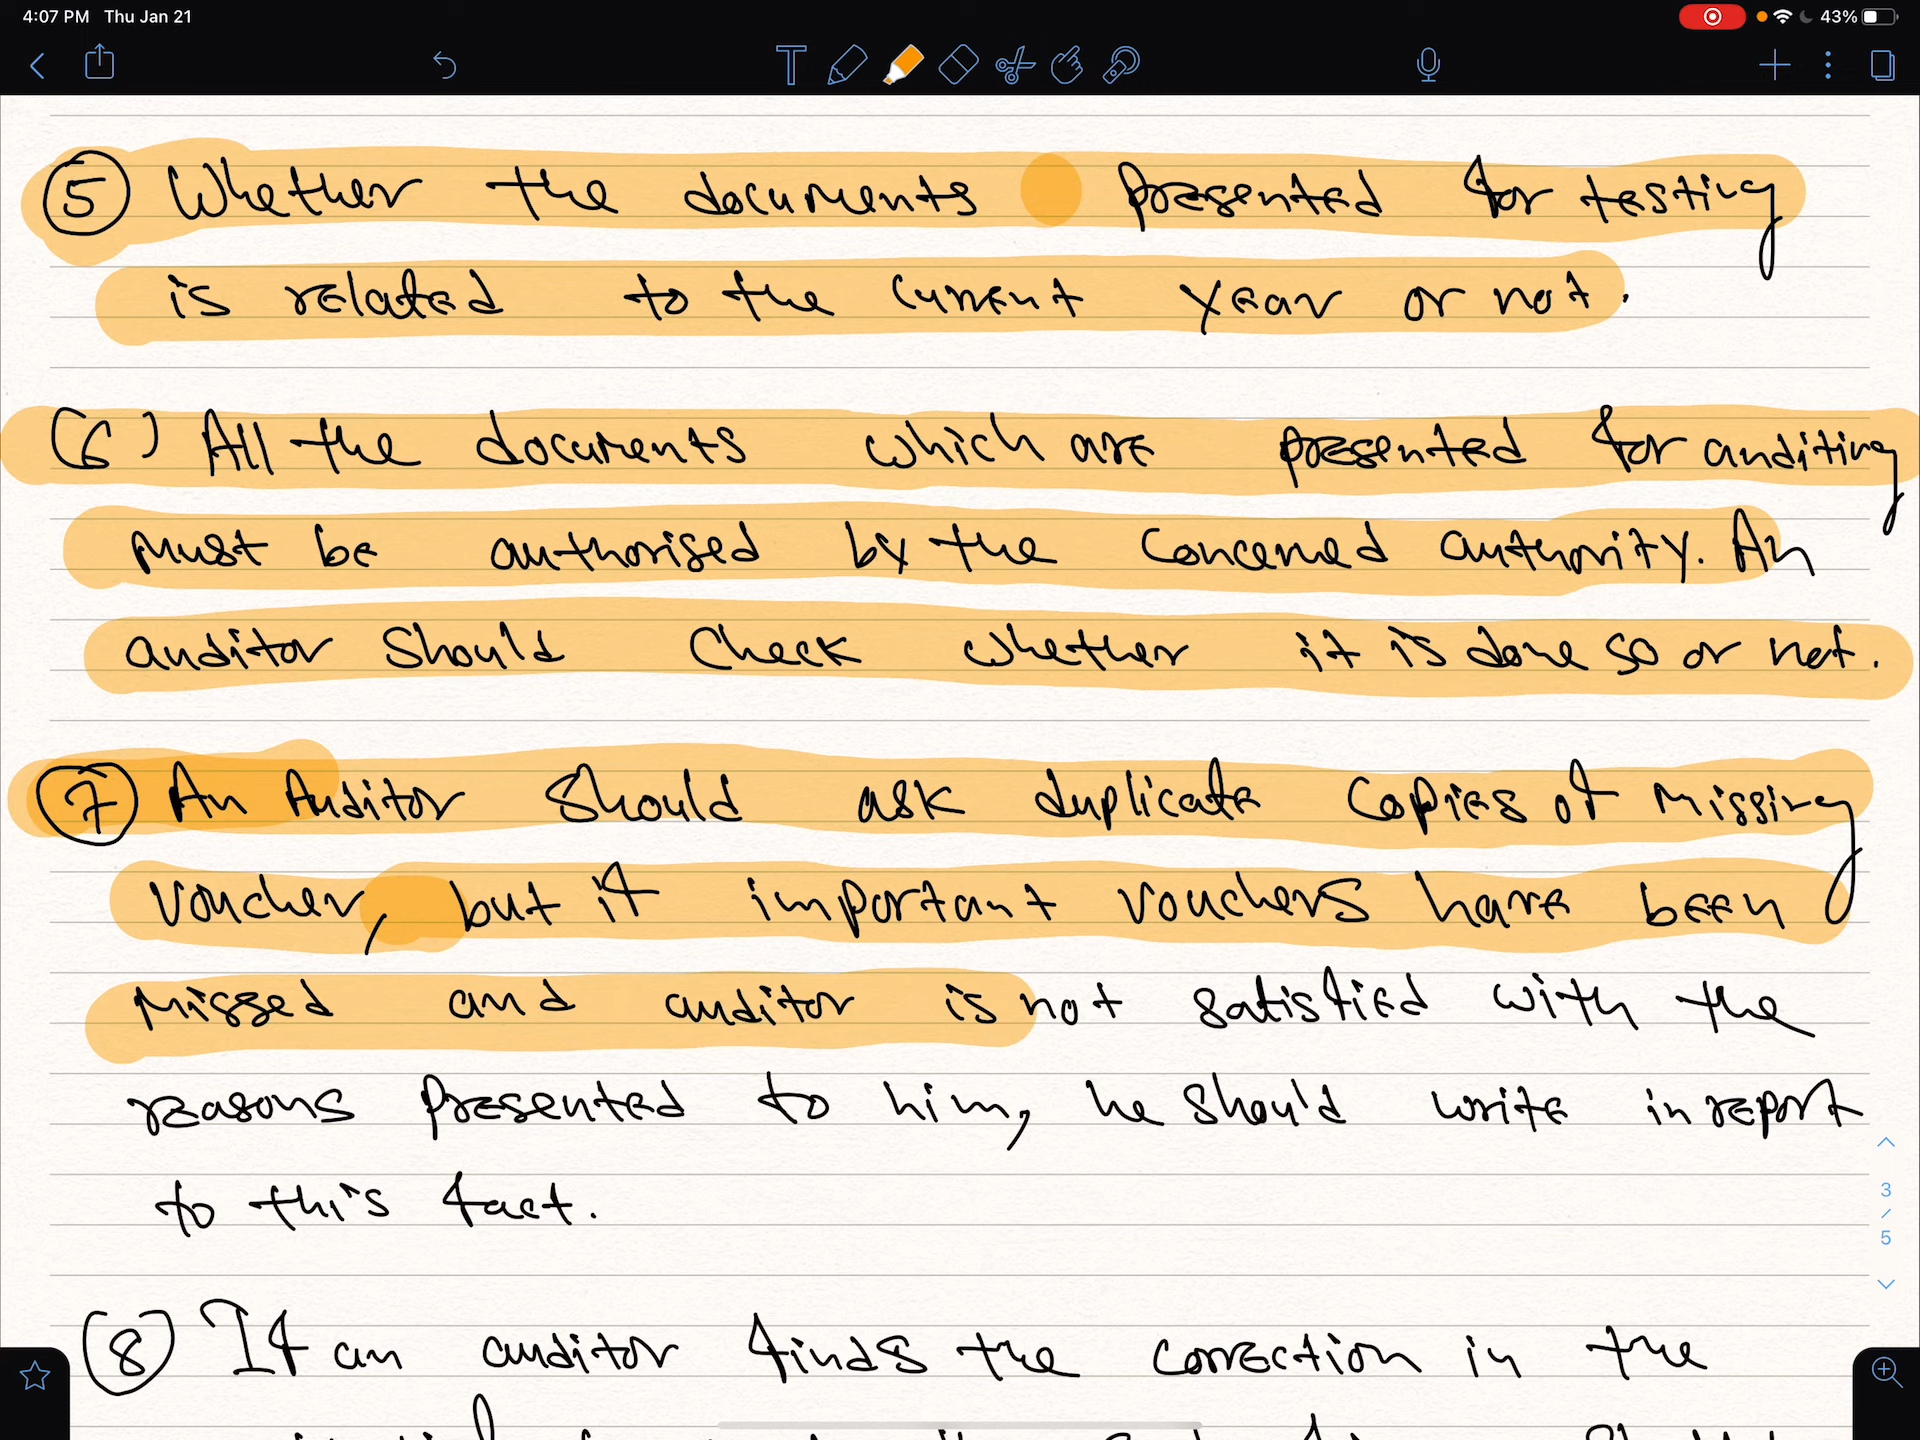 4:07 PM Thu Jan 21
43%
5 Whether the documents presented for testing
is related to the current year or not.
(6) All the documents which are presented for auditing
must be authorised by the concerned authority. An
auditor should check whether it is done so or not.
7 An Auditor should ask duplicate copies of missing
voucher, but if important vouchers have been
missed and auditor is not satisfied with the
reasons presented to him, he should write in report
to this fact.
3
/
5
(8) If an auditor finds the correction in the